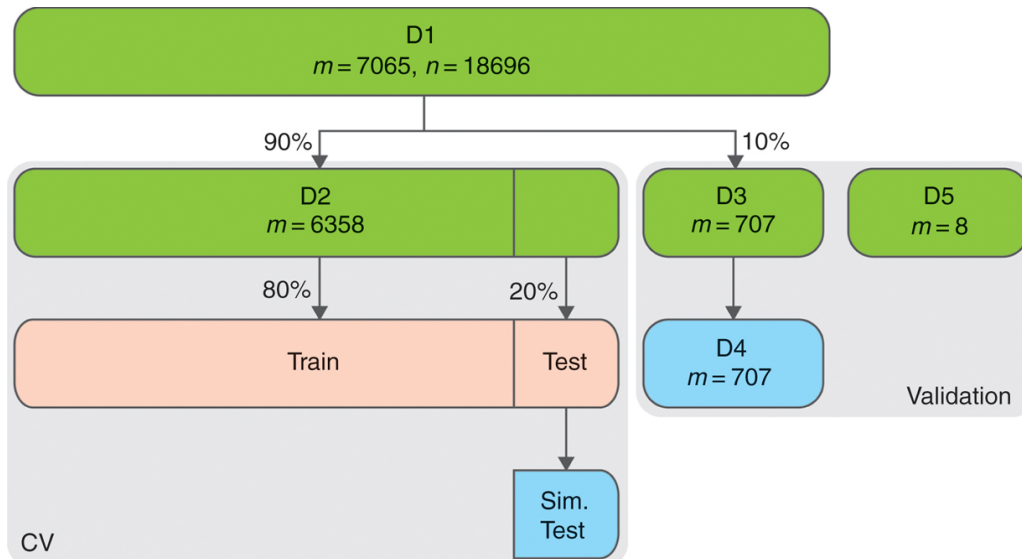 D1
m = 7065, n = 18696
90%
10%
D2
m = 6358
D3
m = 707
D5
m = 8
80%
20%
Train
Test
D4
m = 707
Validation
Sim.
Test
CV